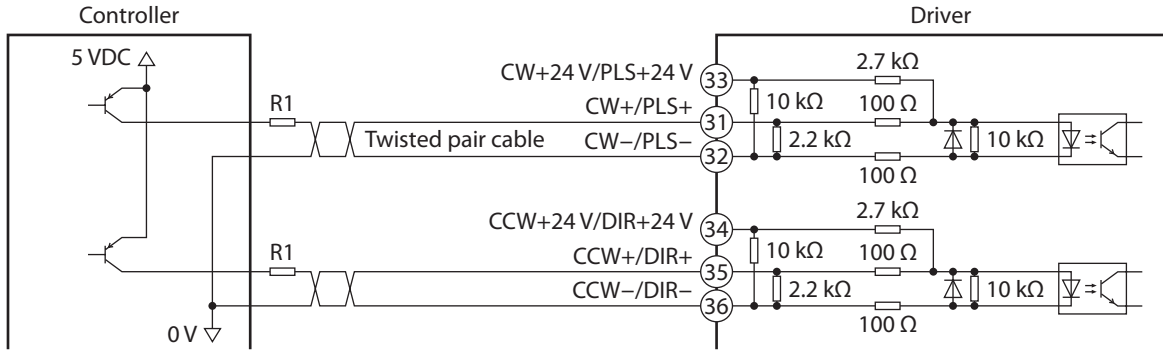 Controller
Driver
5 VDC
CW+24 V/PLS+24 V
33
2.7 kΩ
10 kΩ
100 Ω
R1
CW+/PLS+
31
Twisted pair cable
CW−/PLS−
32
2.2 kΩ
10 kΩ
100 Ω
CCW+24 V/DIR+24 V
34
2.7 kΩ
10 kΩ
100 Ω
R1
CCW+/DIR+
35
CCW−/DIR−
36
2.2 kΩ
10 kΩ
100 Ω
0 V